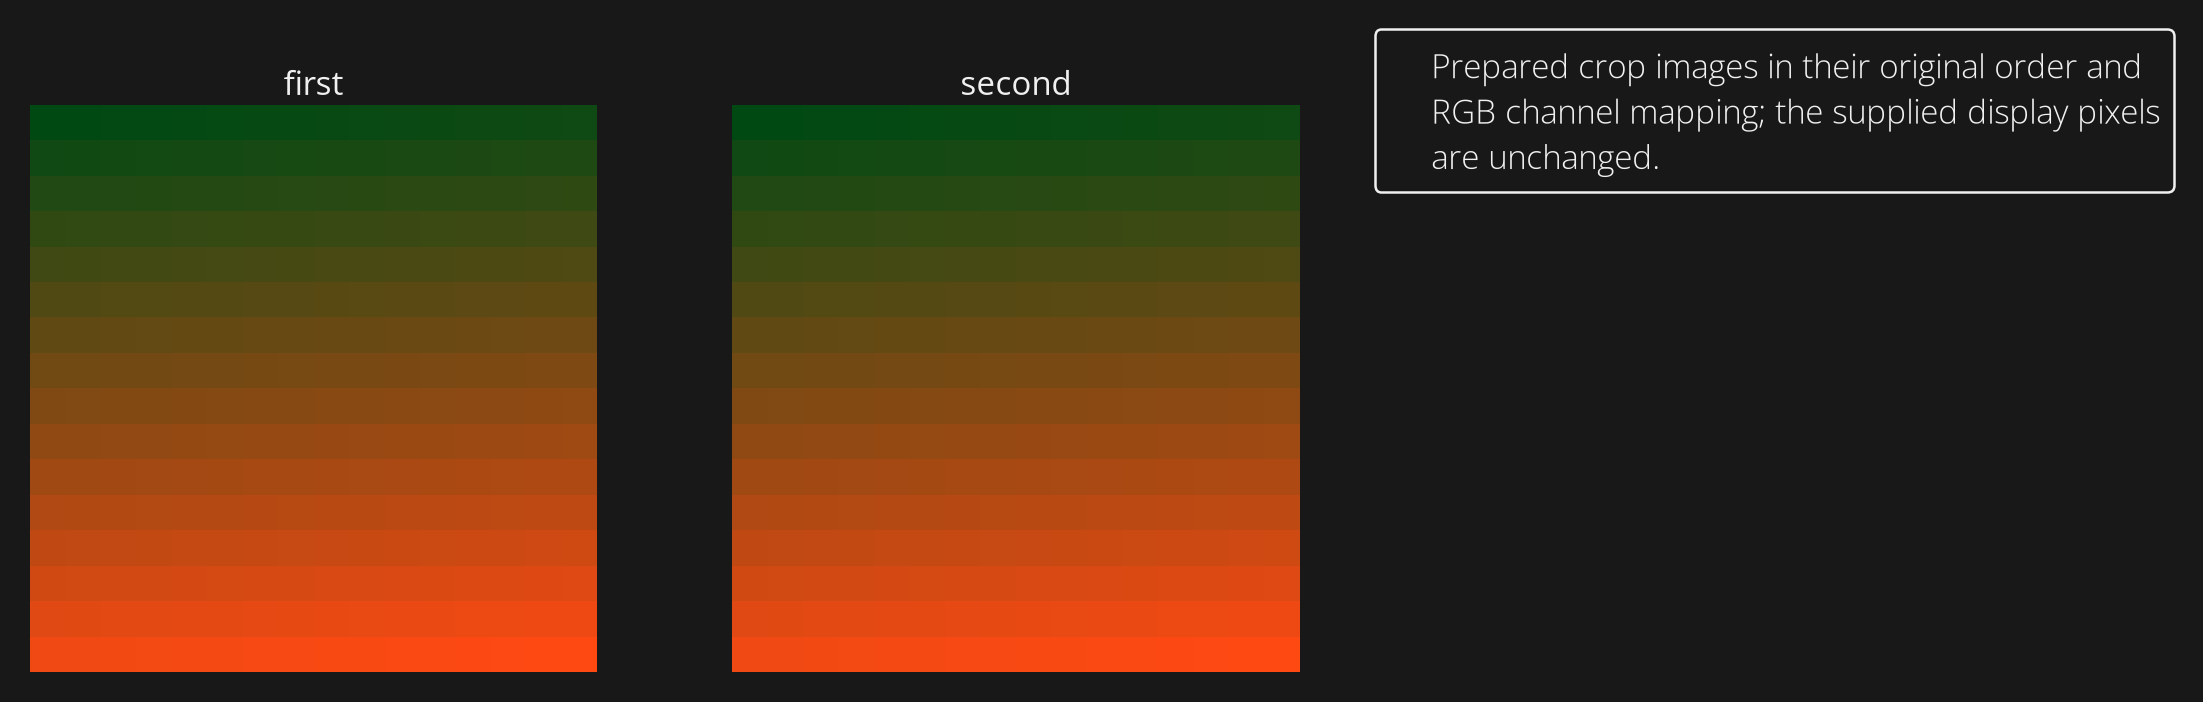 first
second
Prepared crop images in their original order and
RGB channel mapping; the supplied display pixels
are unchanged.